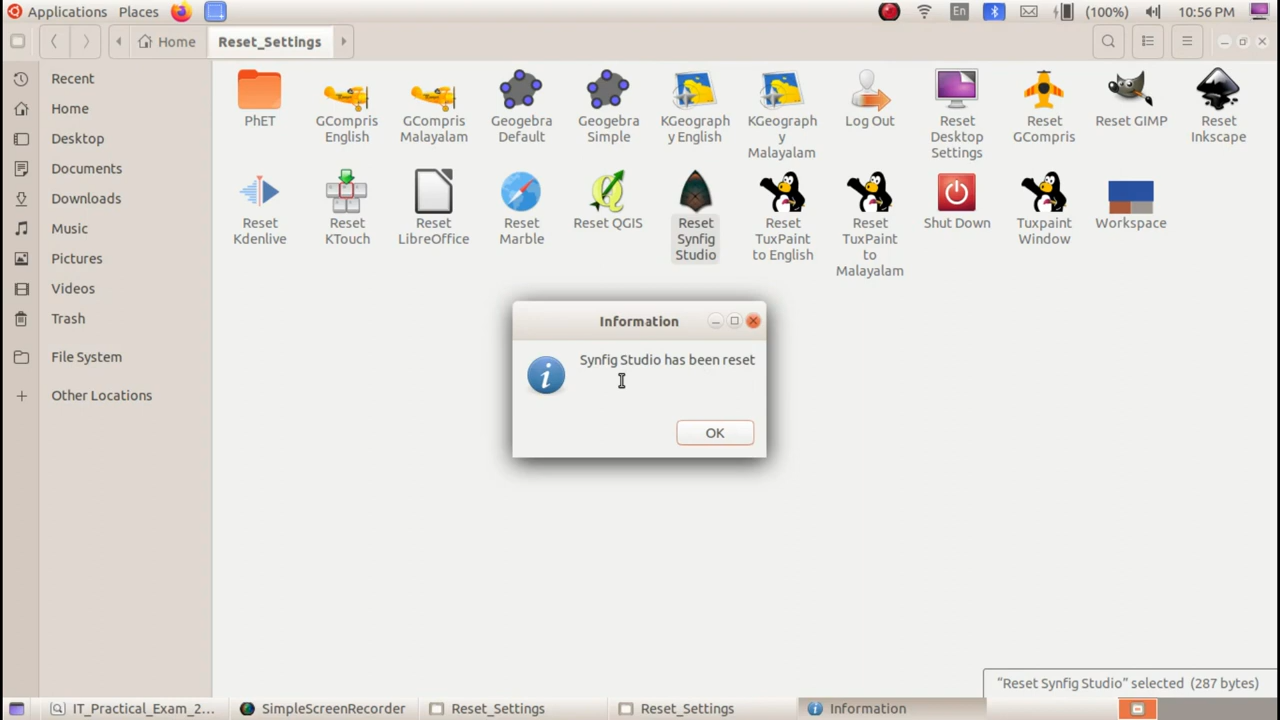 Applications Places En (100%) 10:56 PM
Home Reset_Settings
Recent
Home
Desktop
Documents
Downloads
Music
Pictures
Videos
Trash
File System
Other Locations
PhET
GCompris
English
GCompris
Malayalam
Geogebra
Default
Geogebra
Simple
KGeograph
y English
KGeograph
y
Malayalam
Log Out
Reset
Desktop
Settings
Reset
GCompris
Reset GIMP
Reset
Inkscape
Reset
Kdenlive
Reset
KTouch
Reset
LibreOffice
Reset
Marble
Reset QGIS
Reset
Synfig
Studio
Reset
TuxPaint
to English
Reset
TuxPaint
to
Malayalam
Shut Down
Tuxpaint
Window
Workspace
Information
Synfig Studio has been reset
OK
“Reset Synfig Studio” selected (287 bytes)
IT_Practical_Exam_2... SimpleScreenRecorder Reset_Settings Reset_Settings Information